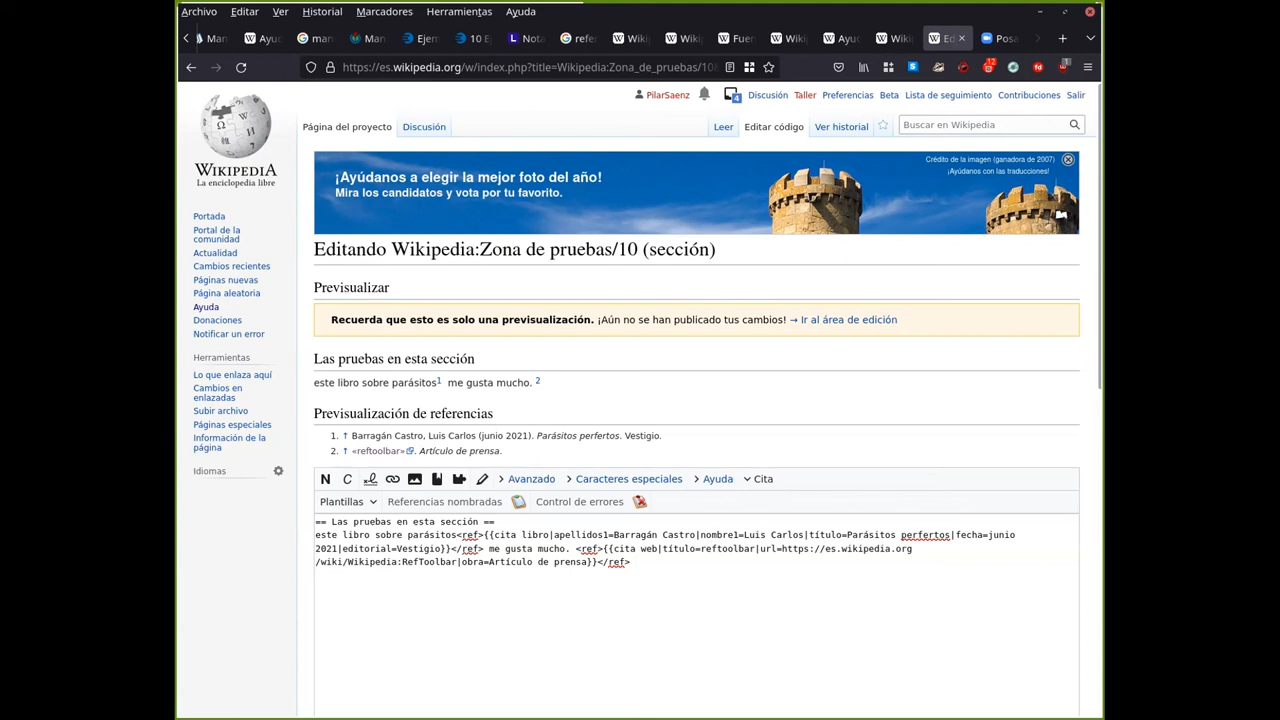 Archivo Editar Ver Historial Marcadores Herramientas Ayuda
Man Ayuc man Man Ejem 10 E Nota refe Wiki Wiki Fuen Wiki Ayuc Wiki Ed Posa
https://es.wikipedia.org/w/index.php?title=Wikipedia:Zona_de_pruebas/10 12 1
PilarSaenz 4 Discusión Taller Preferencias Beta Lista de seguimiento Contribuciones Salir
Página del proyecto Discusión Leer Editar código Ver historial Buscar en Wikipedia
WIKIPEDIA
La enciclopedia libre
Crédito de la imagen (ganadora de 2007)
¡Ayúdanos con las traducciones!
¡Ayúdanos a elegir la mejor foto del año!
Mira los candidatos y vota por tu favorito.
Portada
Portal de la
comunidad
Actualidad
Cambios recientes
Páginas nuevas
Página aleatoria
Ayuda
Donaciones
Notificar un error
Herramientas
Lo que enlaza aquí
Cambios en
enlazadas
Subir archivo
Páginas especiales
Información de la
página
Idiomas
Editando Wikipedia:Zona de pruebas/10 (sección)
Previsualizar
Recuerda que esto es solo una previsualización. ¡Aún no se han publicado tus cambios! → Ir al área de edición
Las pruebas en esta sección
este libro sobre parásitos1 me gusta mucho. 2
Previsualización de referencias
1. ↑ Barragán Castro, Luis Carlos (junio 2021). Parásitos perfertos. Vestigio.
2. ↑ «reftoolbar». Artículo de prensa.
N C Avanzado Caracteres especiales Ayuda Cita
Plantillas Referencias nombradas Control de errores
== Las pruebas en esta sección ==
este libro sobre parásitos<ref>{{cita libro|apellidos1=Barragán Castro|nombre1=Luis Carlos|título=Parásitos perfertos|fecha=junio
2021|editorial=Vestigio}}</ref> me gusta mucho. <ref>{{cita web|título=reftoolbar|url=https://es.wikipedia.org
/wiki/Wikipedia:RefToolbar|obra=Artículo de prensa}}</ref>